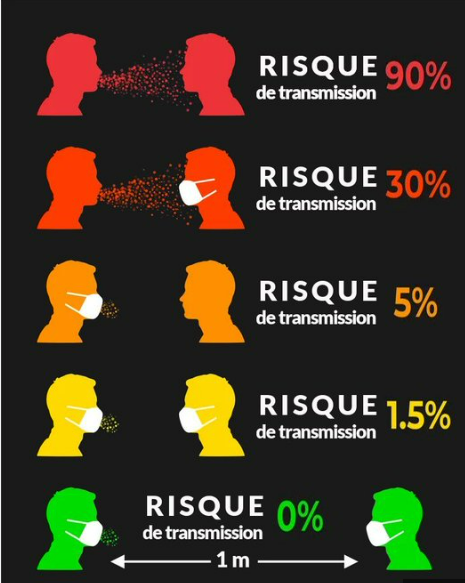 RISQUE 90%
de transmission
RISQUE 30%
de transmission
RISQUE 5%
de transmission
RISQUE 1.5%
de transmission
RISQUE 0%
de transmission
1 m